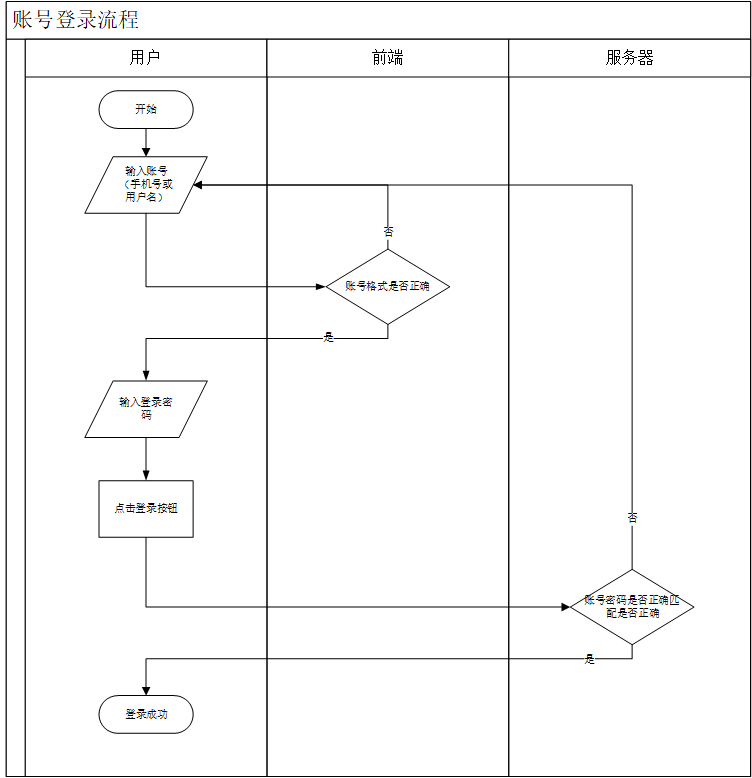 账号登录流程
用户
前端
服务器
开始
输入账号
（手机号或
用户名）
否
账号格式是否正确
是
输入登录密
码
点击登录按钮
否
账号密码是否正确匹
配是否正确
是
登录成功